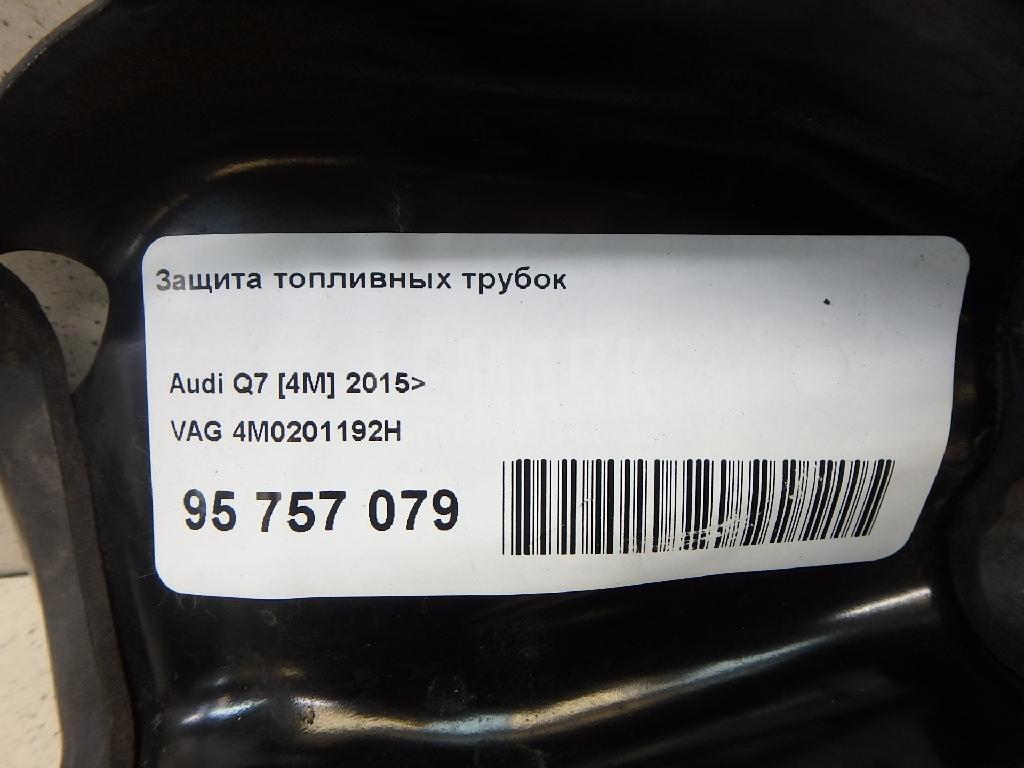 Защита топливных трубок
Audi Q7 [4M] 2015>
VAG 4M0201192H
95 757 079